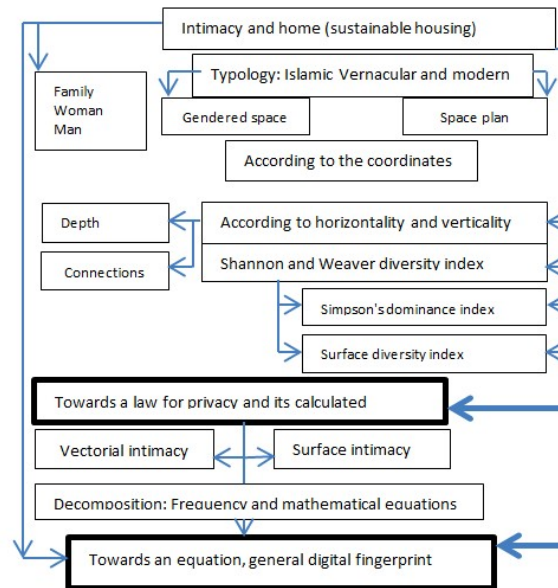 Intimacy and home (sustainable housing)
Family
Woman
Man
Typology: Islamic Vernacular and modern
Gendered space
Space plan
According to the coordinates
Depth
According to horizontality and verticality
Connections
Shannon and Weaver diversity index
Simpson's dominance index
Surface diversity index
Towards a law for privacy and its calculated
Vectorial intimacy
Surface intimacy
Decomposition: Frequency and mathematical equations
Towards an equation, general digital fingerprint